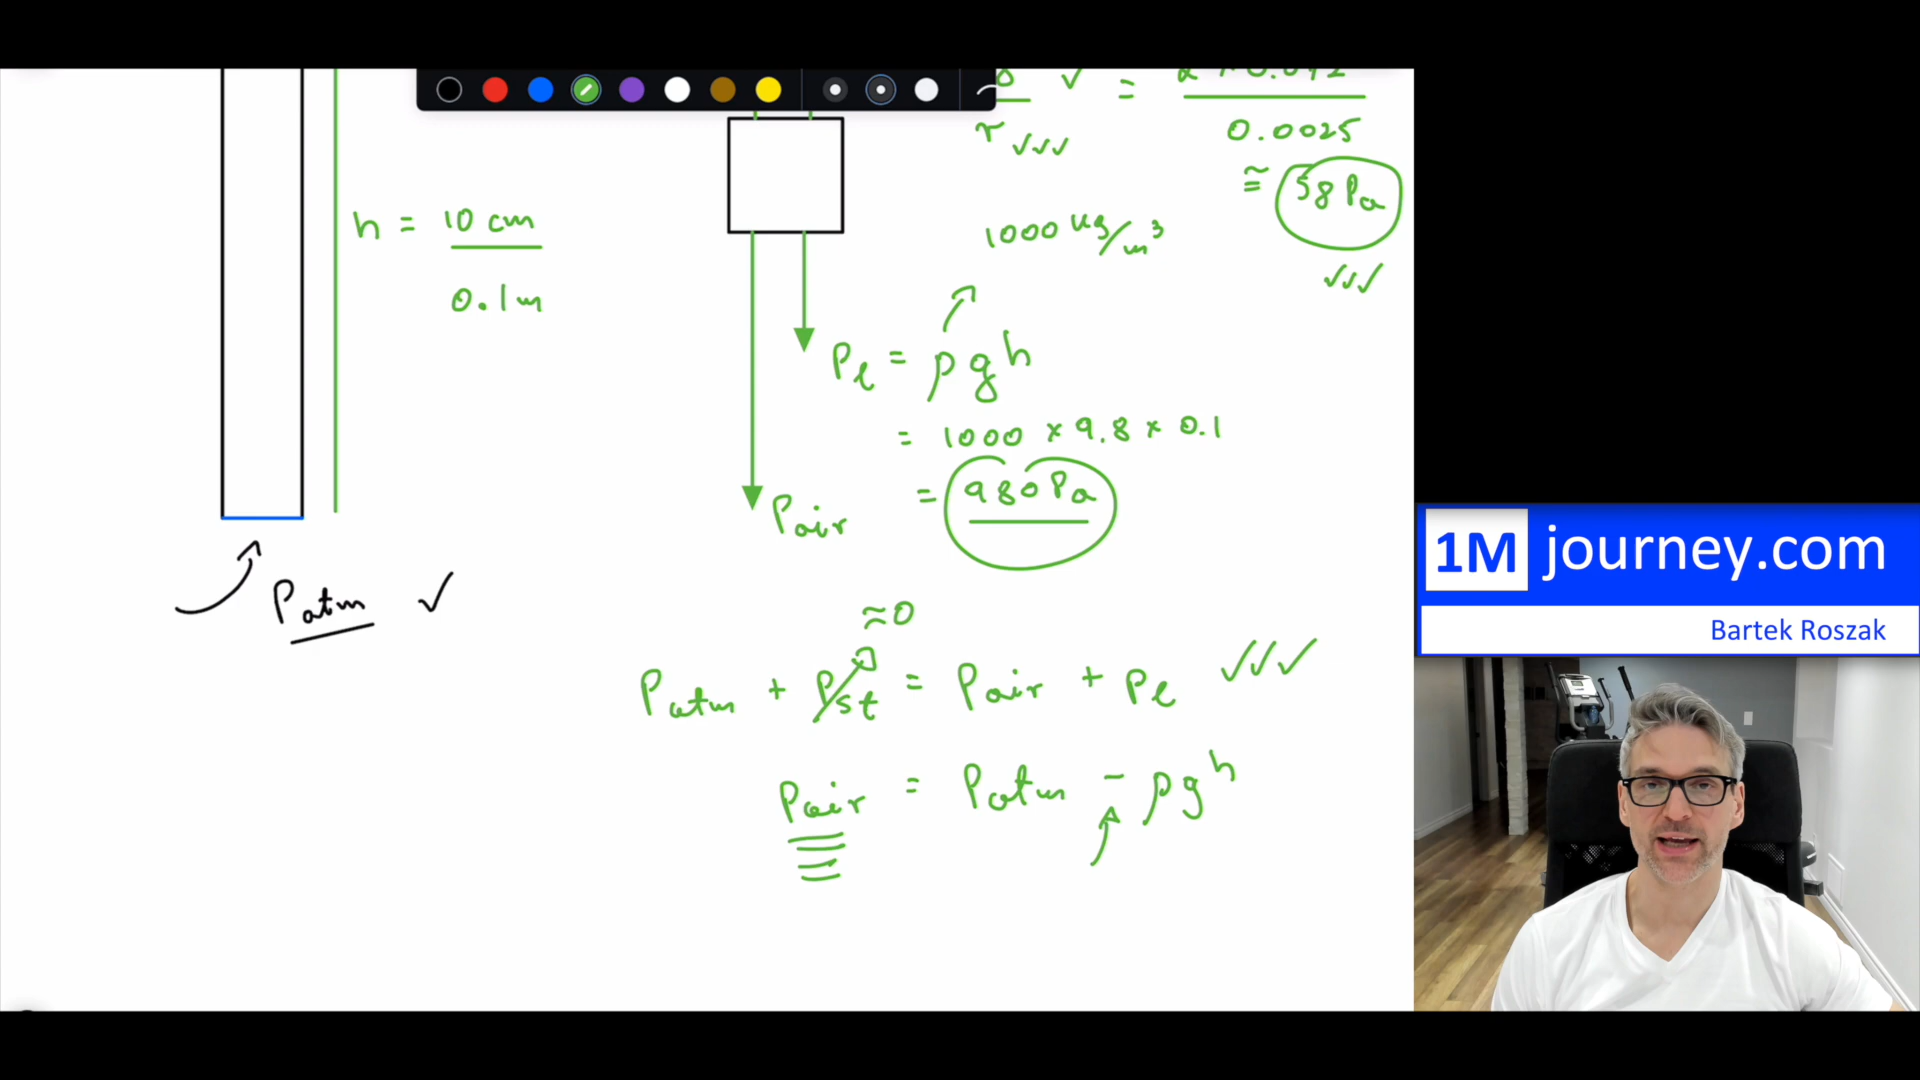 r ✓✓✓
=
0.0025
≅ 58 Pa
✓✓✓
h = 10 cm
0.1 m
1000 kg/m³
Pℓ = ρgh
= 1000 × 9.8 × 0.1
= 980 Pa
Pair
Patm ✓
≈0
Patm + Pst = Pair + Pℓ ✓✓✓
Pair = Patm - ρgh
1M journey.com
Bartek Roszak